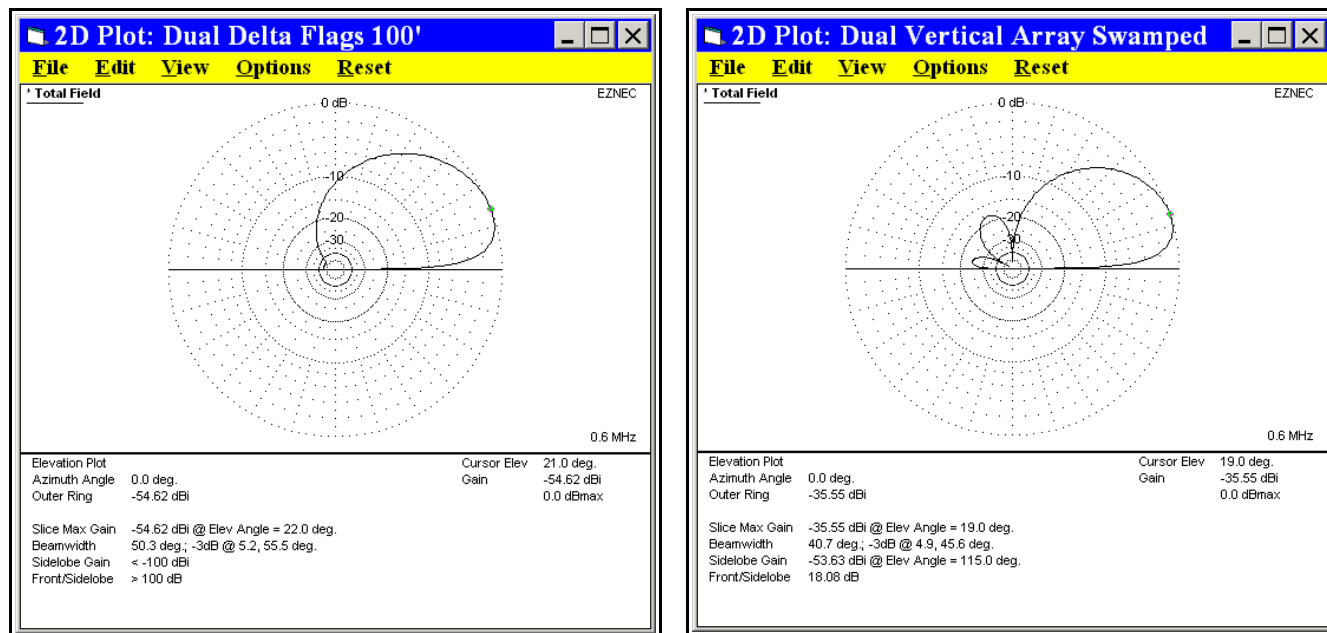 2D Plot: Dual Delta Flags 100'
File Edit View Options Reset
* Total Field
EZNEC
0 dB
-10
-20
-30
0.6 MHz
Elevation Plot
Cursor Elev 21.0 deg.
Azimuth Angle 0.0 deg.
Gain -54.62 dBi
Outer Ring -54.62 dBi
0.0 dBmax
Slice Max Gain -54.62 dBi @ Elev Angle = 22.0 deg.
Beamwidth 50.3 deg.; -3dB @ 5.2, 55.5 deg.
Sidelobe Gain < -100 dBi
Front/Sidelobe > 100 dB
2D Plot: Dual Vertical Array Swamped
File Edit View Options Reset
* Total Field
EZNEC
0 dB
-10
-20
-30
0.6 MHz
Elevation Plot
Cursor Elev 19.0 deg.
Azimuth Angle 0.0 deg.
Gain -35.55 dBi
Outer Ring -35.55 dBi
0.0 dBmax
Slice Max Gain -35.55 dBi @ Elev Angle = 19.0 deg.
Beamwidth 40.7 deg.; -3dB @ 4.9, 45.6 deg.
Sidelobe Gain -53.63 dBi @ Elev Angle = 115.0 deg.
Front/Sidelobe 18.08 dB